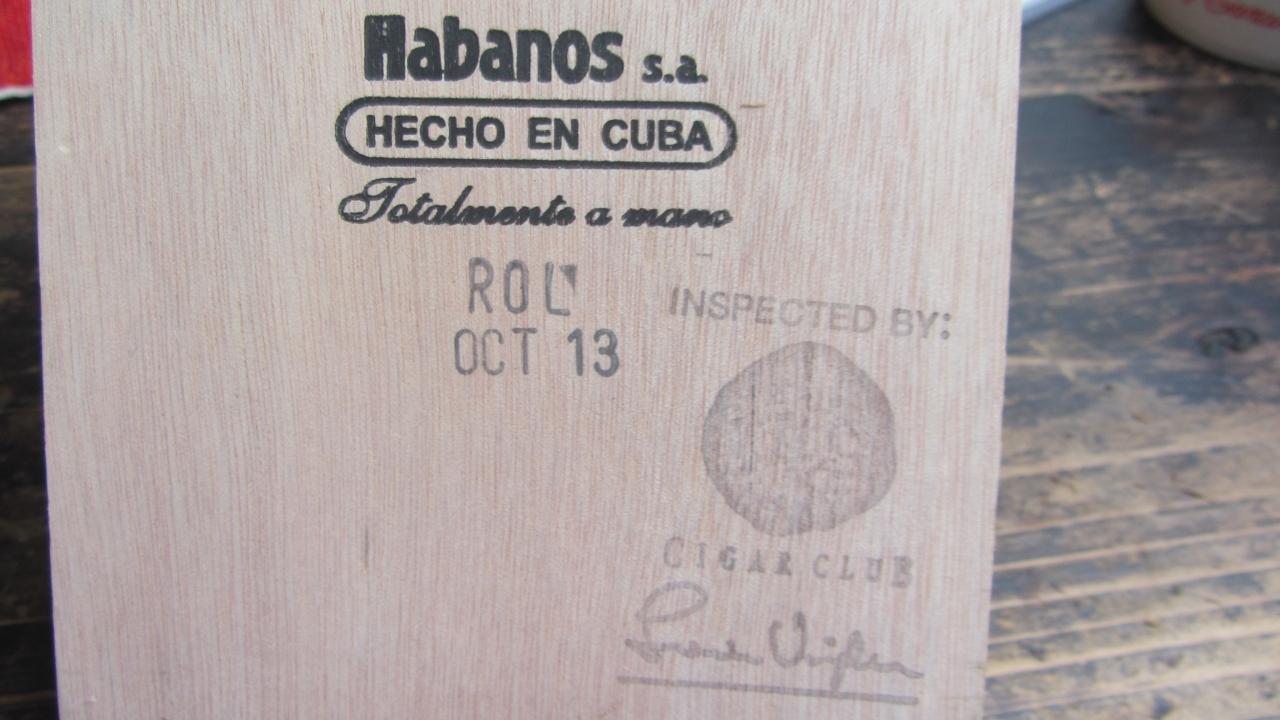 Habanos s.a.
HECHO EN CUBA
Totalmente a mano
ROL
OCT 13
INSPECTED BY:
CIGAR CLUB